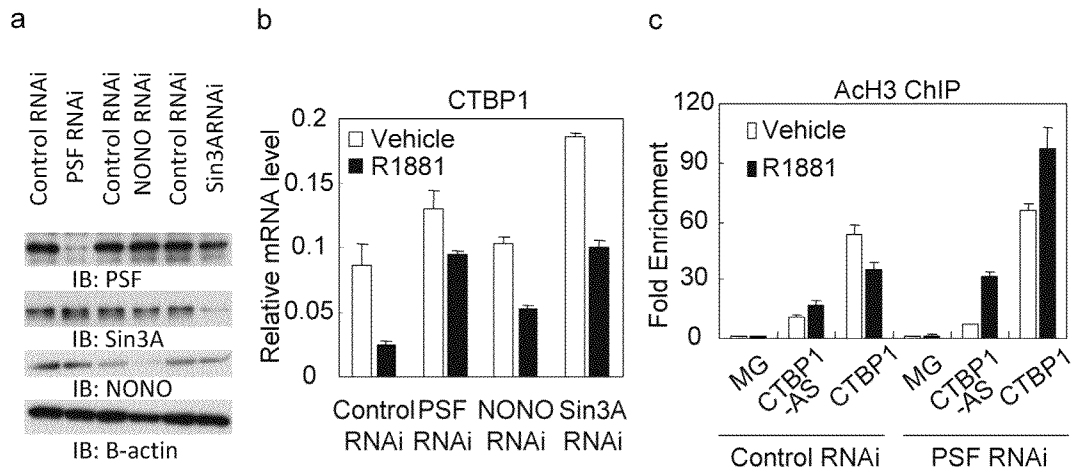 a
Control RNAi
PSF RNAi
Control RNAi
NONO RNAi
Control RNAi
Sin3ARNAi
IB: PSF
IB: Sin3A
IB: NONO
IB: B-actin
b
CTBP1
Relative mRNA level
0.2
0.15
0.1
0.05
0
Vehicle
R1881
Control PSF NONO Sin3A
RNAi RNAi RNAi RNAi
c
AcH3 ChIP
Fold Enrichment
120
90
60
30
0
Vehicle
R1881
MG
CTBP1
-AS
CTBP1
MG
CTBP1
-AS
CTBP1
Control RNAi
PSF RNAi